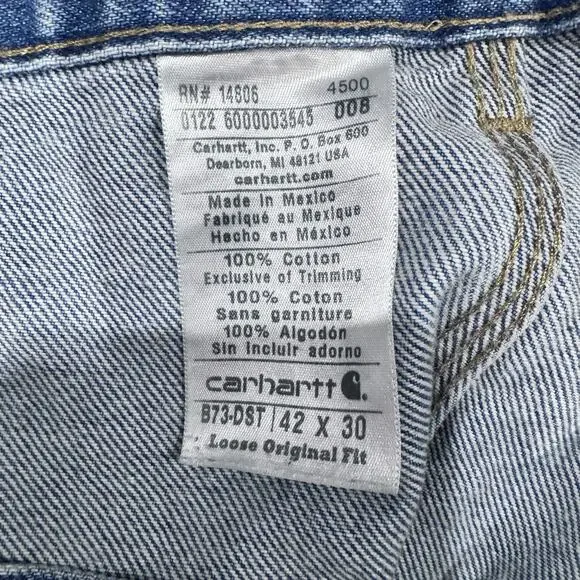 RN# 14806 4500
0122 6000003545 008
Carhartt, Inc. P.O. Box 600
Dearborn, MI 48121 USA
carhartt.com
Made in Mexico
Fabriqué au Mexique
Hecho en México
100% Cotton
Exclusive of Trimming
100% Coton
Sans garniture
100% Algodón
Sin incluir adorno
carhartt
B73-DST | 42 X 30
Loose Original Fit